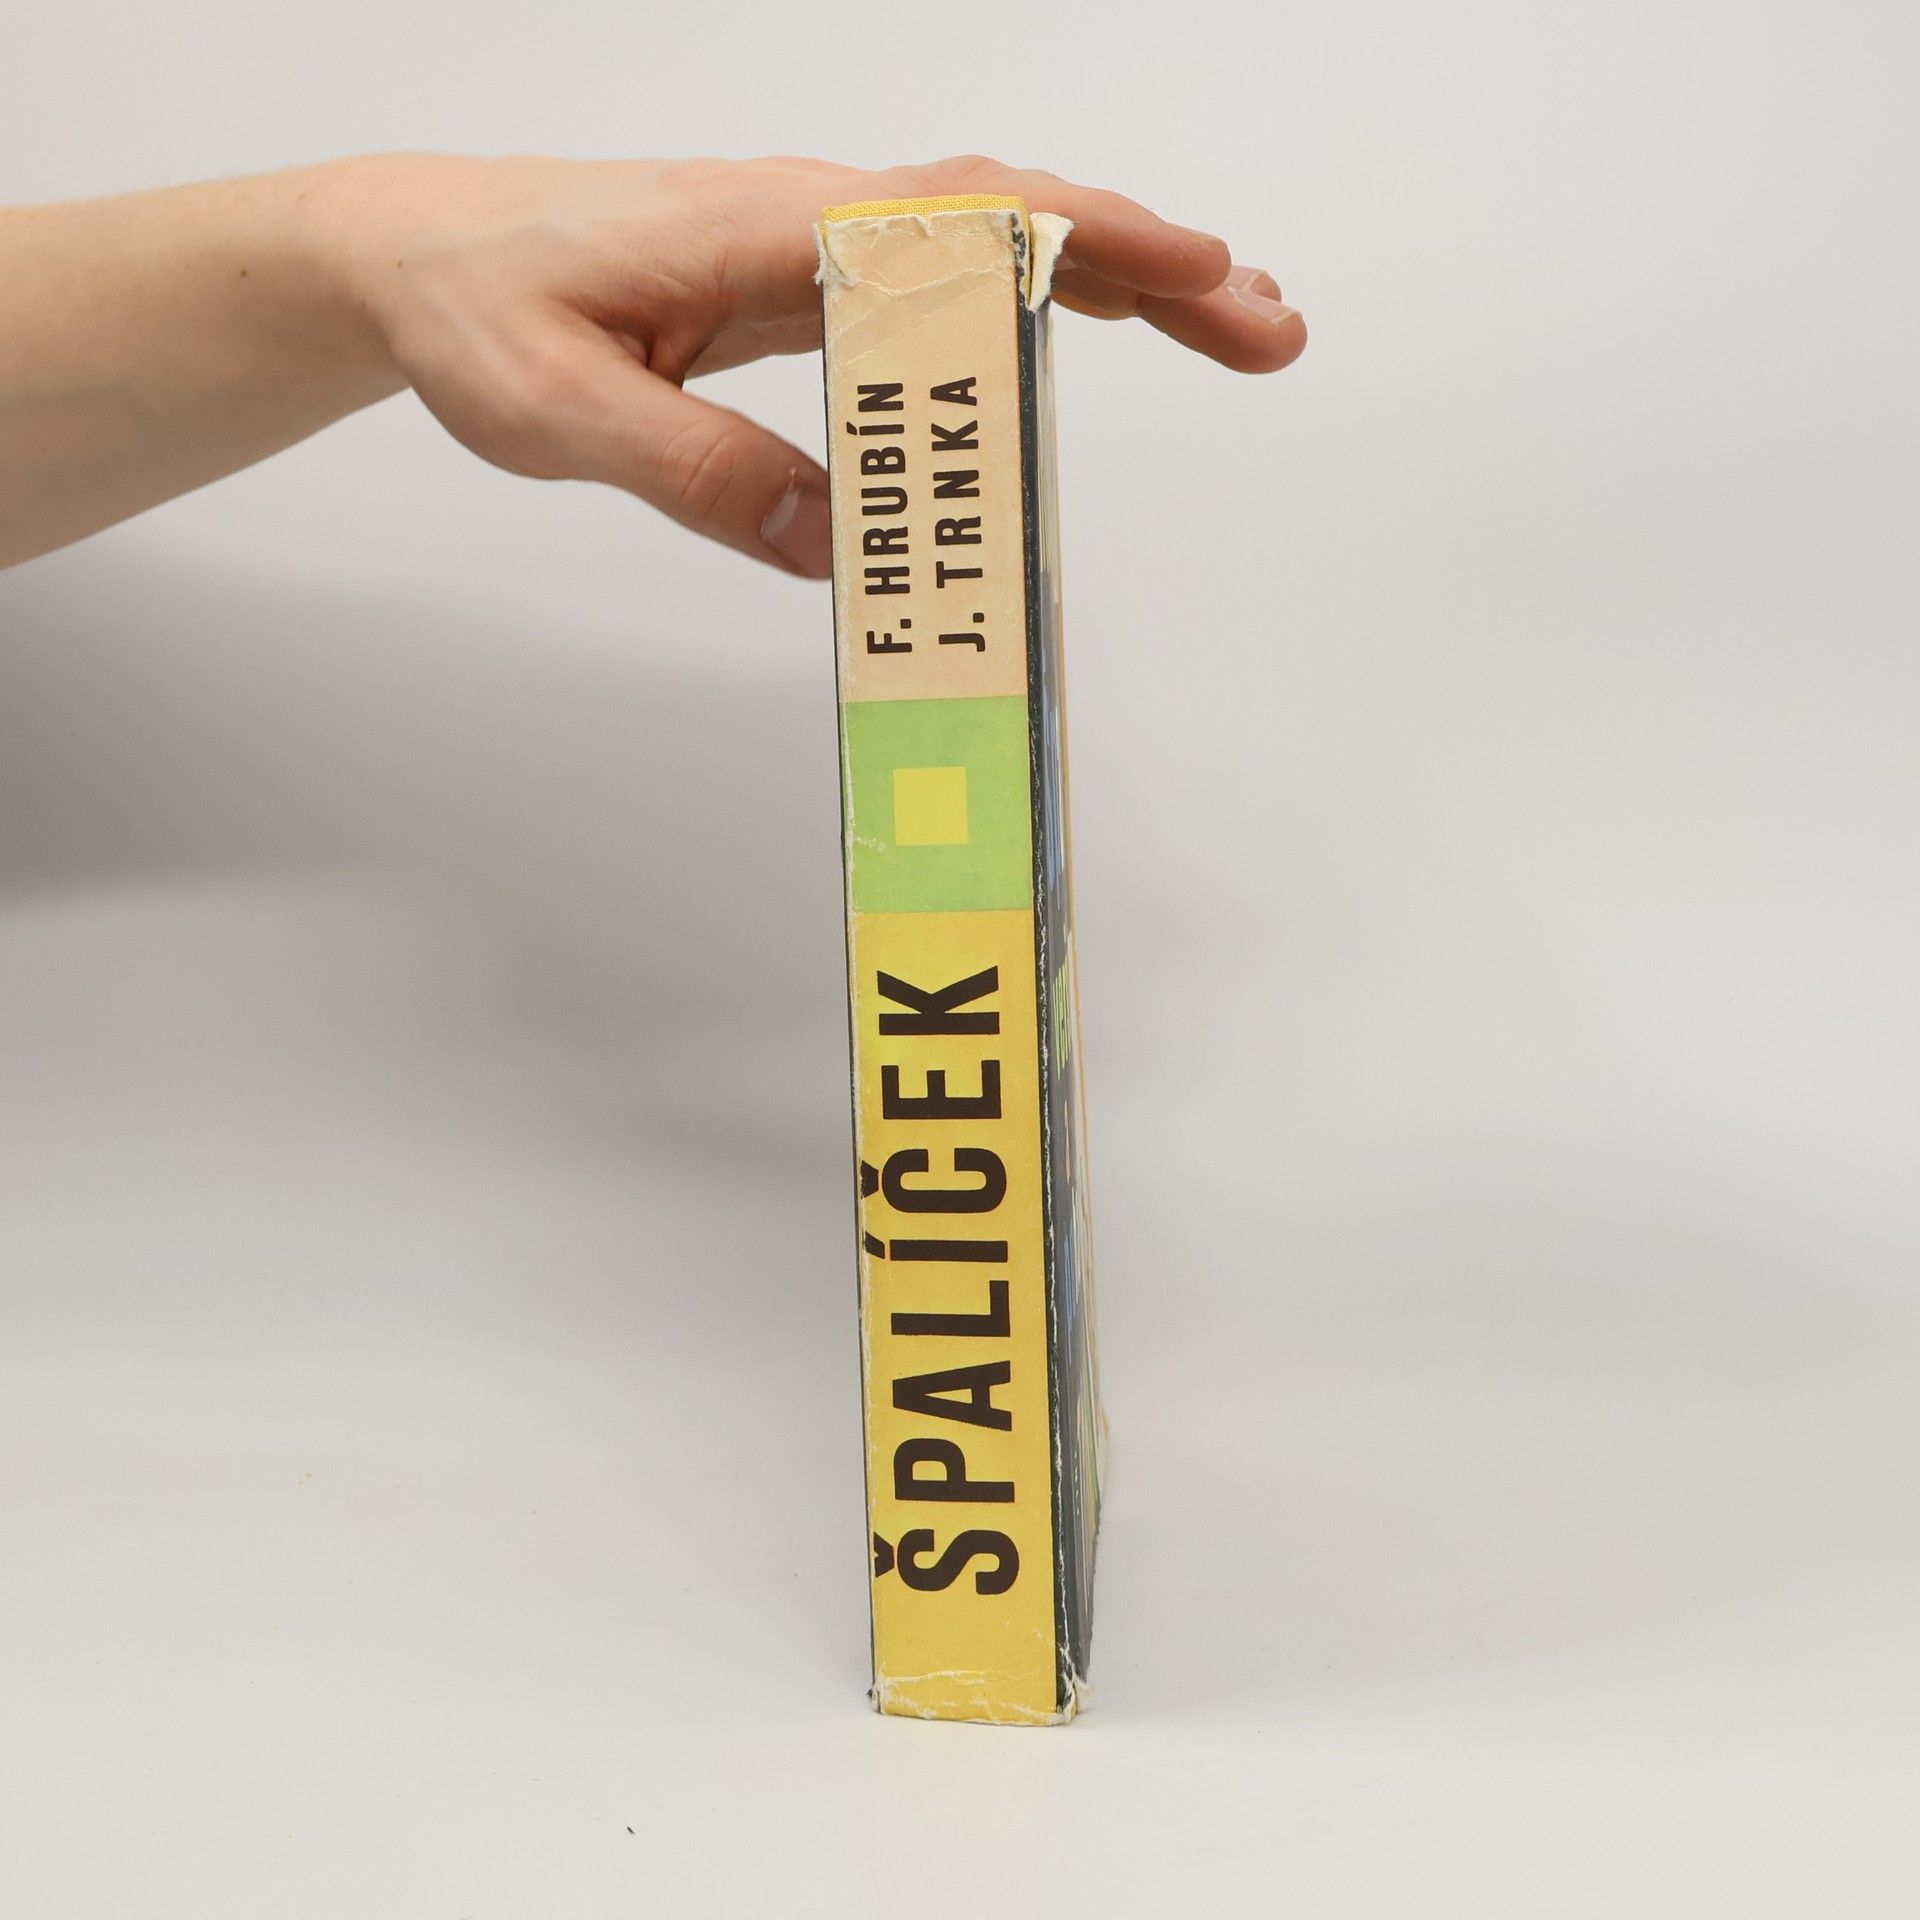 F. HRUBÍN
J. TRNKA
ŠPALÍČEK